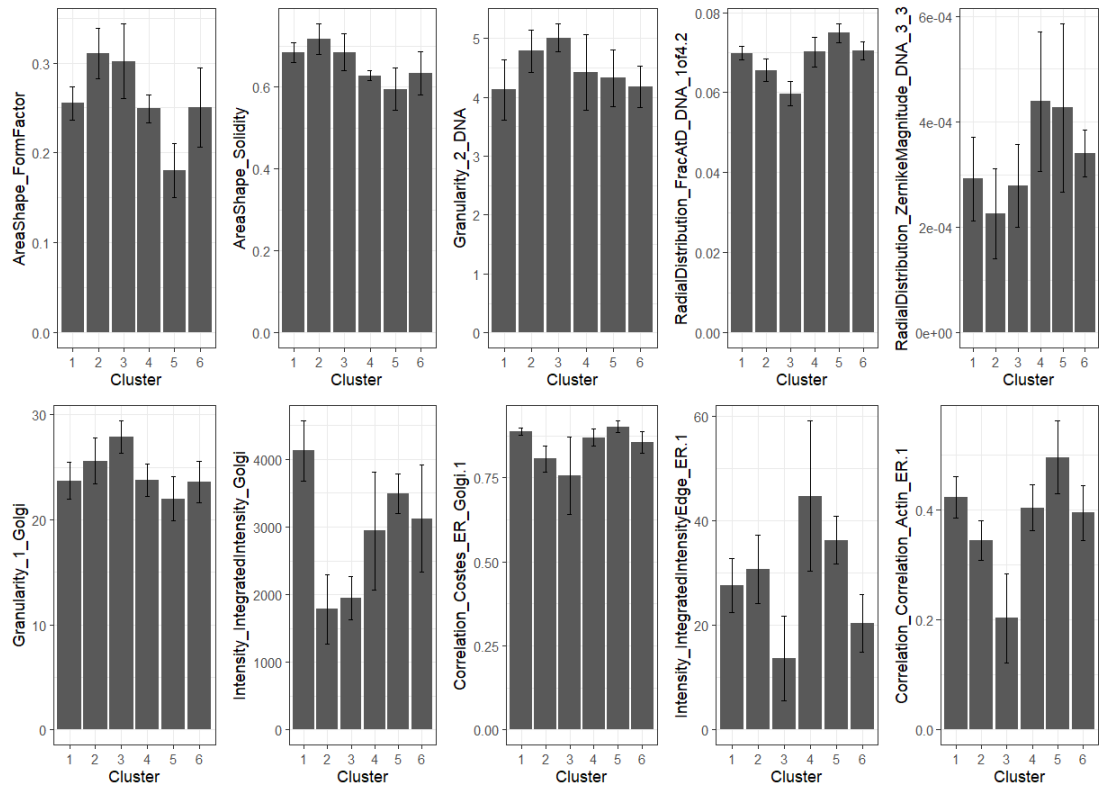 AreaShape_FormFactor
0.3
0.2
0.1
0.0
1 2 3 4 5 6
Cluster
AreaShape_Solidity
0.6
0.4
0.2
0.0
1 2 3 4 5 6
Cluster
Granularity_2_DNA
5
4
3
2
1
0
1 2 3 4 5 6
Cluster
RadialDistribution_FracAtD_DNA_1of4.2
0.08
0.06
0.04
0.02
0.00
1 2 3 4 5 6
Cluster
RadialDistribution_ZernikeMagnitude_DNA_3_3
6e-04
4e-04
2e-04
0e+00
1 2 3 4 5 6
Cluster
Granularity_1_Golgi
30
20
10
0
1 2 3 4 5 6
Cluster
Intensity_IntegratedIntensity_Golgi
4000
3000
2000
1000
0
1 2 3 4 5 6
Cluster
Correlation_Costes_ER_Golgi.1
0.75
0.50
0.25
0.00
1 2 3 4 5 6
Cluster
Intensity_IntegratedIntensityEdge_ER.1
60
40
20
0
1 2 3 4 5 6
Cluster
Correlation_Correlation_Actin_ER.1
0.4
0.2
0.0
1 2 3 4 5 6
Cluster